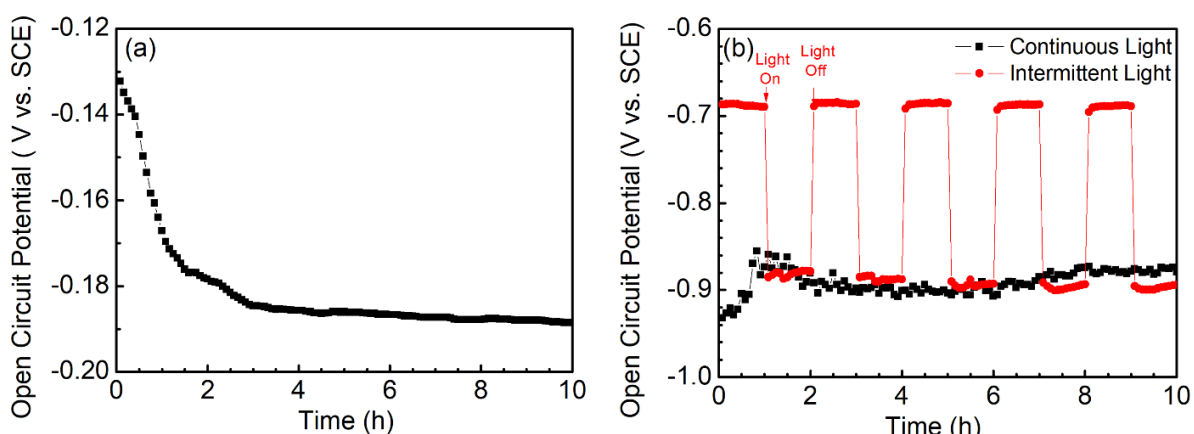 (a)
Open Circuit Potential ( V vs. SCE)
-0.12
-0.14
-0.16
-0.18
-0.20
0 2 4 6 8 10
Time (h)
(b)
Open Circuit Potential (V vs. SCE)
-0.6
-0.7
-0.8
-0.9
-1.0
Light
On
Light
Off
Continuous Light
Intermittent Light
0 2 4 6 8 10
Time (h)